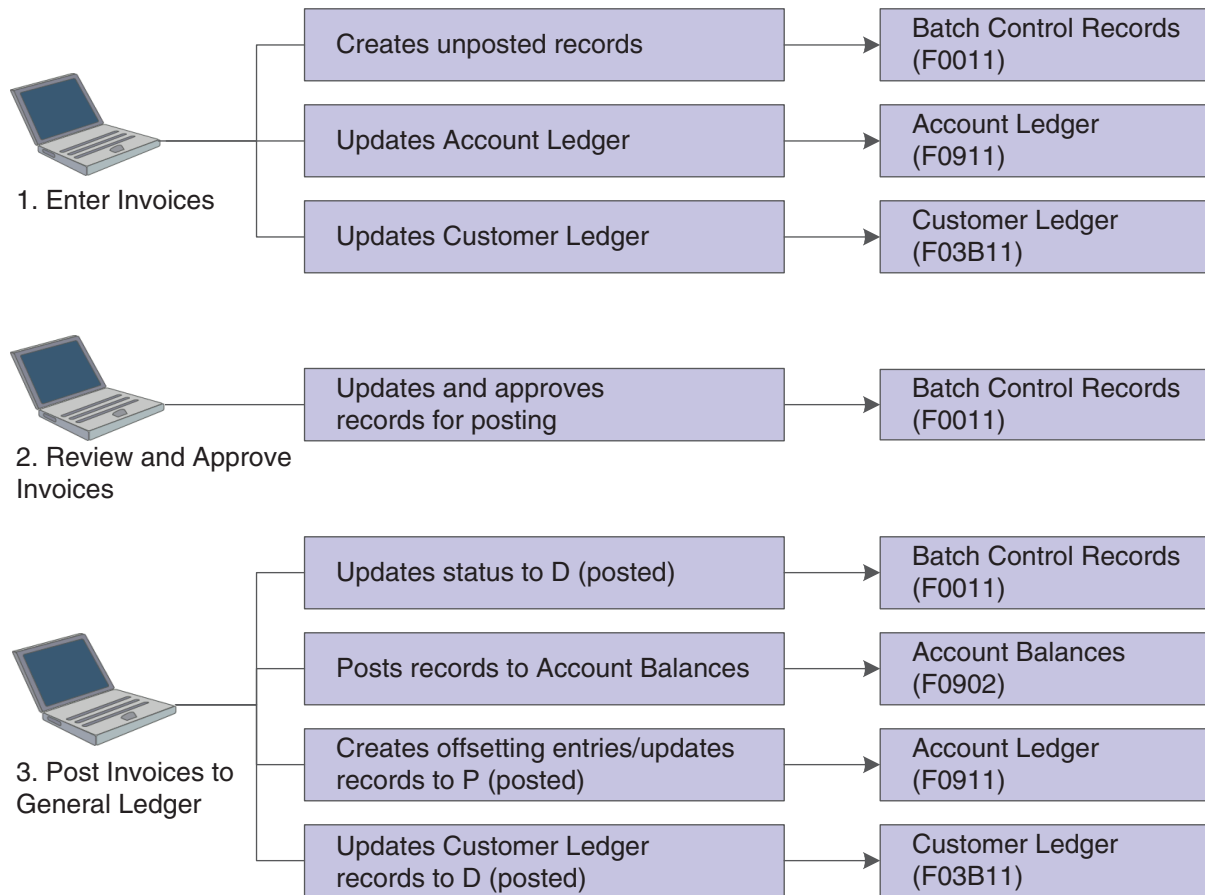 Creates unposted records
Batch Control Records
(F0011)
Updates Account Ledger
Account Ledger
(F0911)
1. Enter Invoices
Updates Customer Ledger
Customer Ledger
(F03B11)
Updates and approves
records for posting
Batch Control Records
(F0011)
2. Review and Approve
Invoices
Updates status to D (posted)
Batch Control Records
(F0011)
Posts records to Account Balances
Account Balances
(F0902)
3. Post Invoices to
General Ledger
Creates offsetting entries/updates
records to P (posted)
Account Ledger
(F0911)
Updates Customer Ledger
records to D (posted)
Customer Ledger
(F03B11)